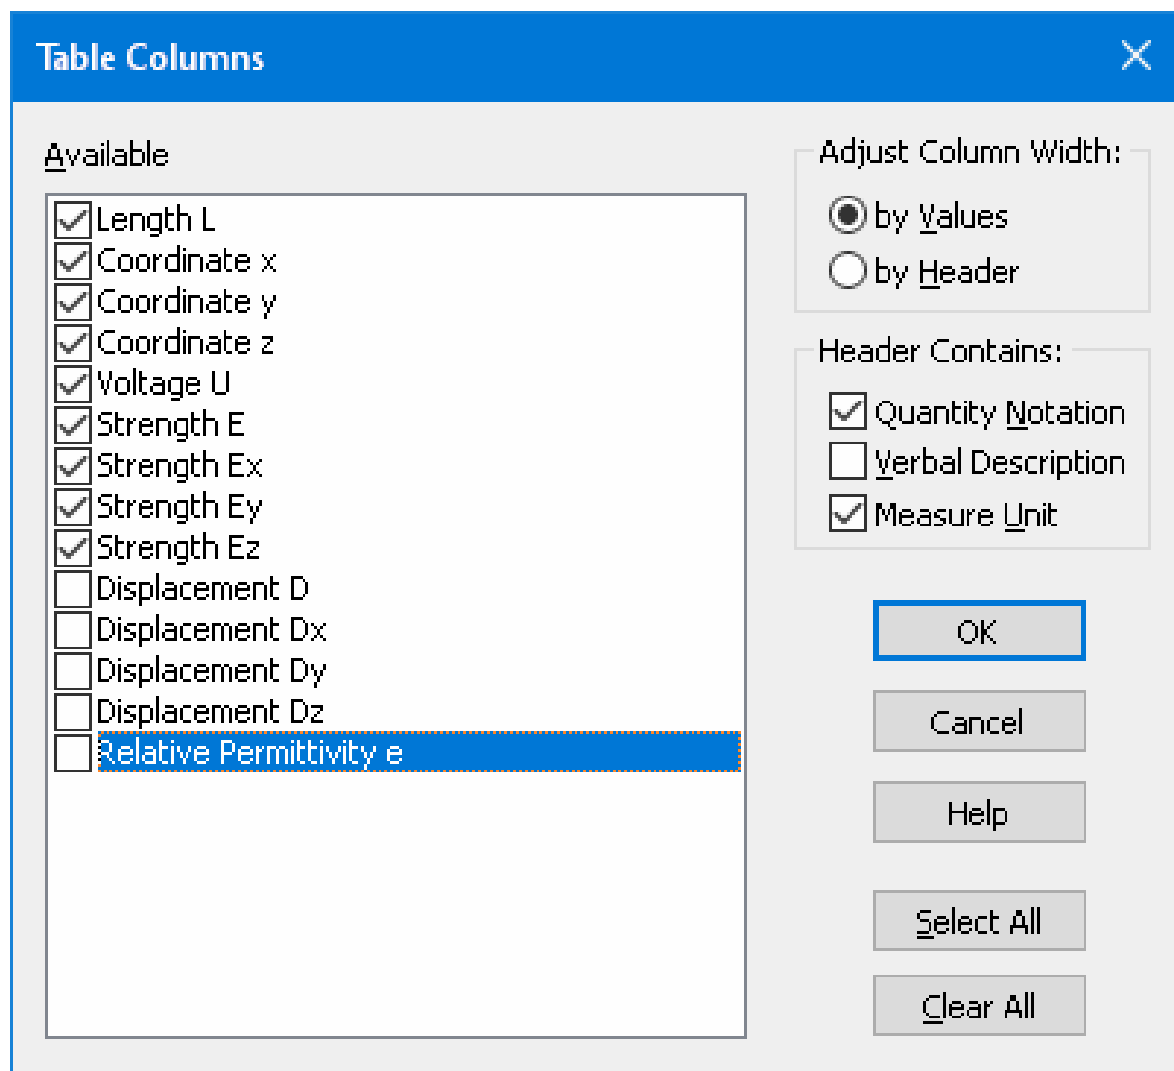 Table Columns
Available
Length L
Coordinate x
Coordinate y
Coordinate z
Voltage U
Strength E
Strength Ex
Strength Ey
Strength Ez
Displacement D
Displacement Dx
Displacement Dy
Displacement Dz
Relative Permittivity e
Adjust Column Width:
by Values
by Header
Header Contains:
Quantity Notation
Verbal Description
Measure Unit
OK
Cancel
Help
Select All
Clear All